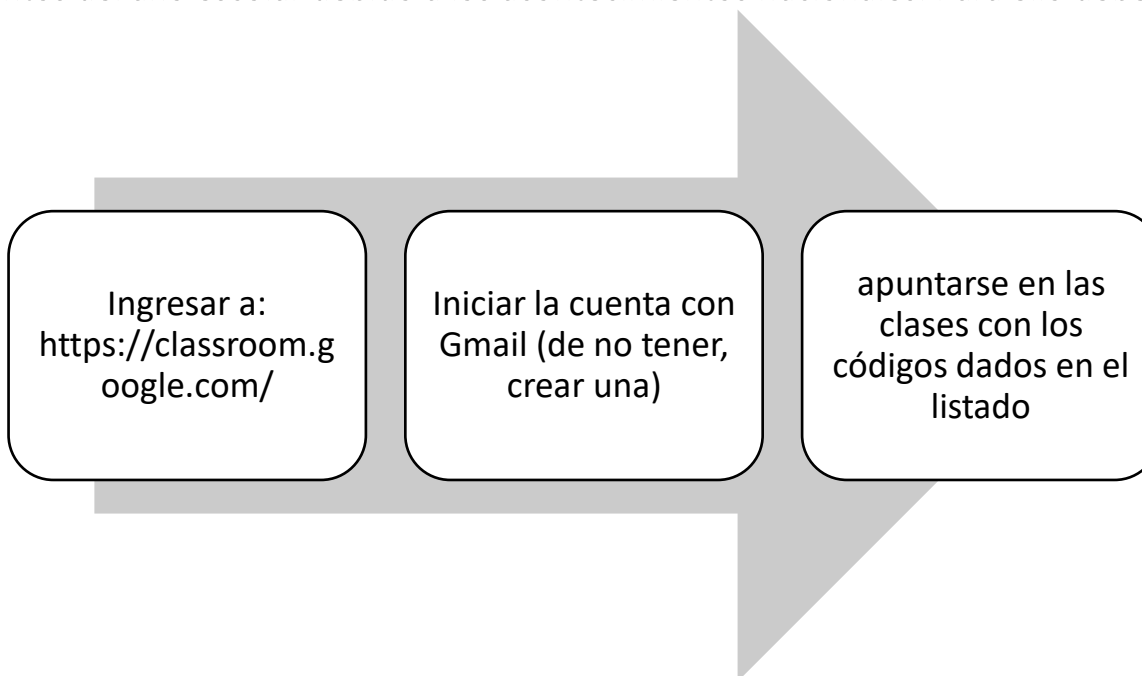 Ingresar a:
https://classroom.g
oogle.com/
Iniciar la cuenta con
Gmail (de no tener,
crear una)
apuntarse en las
clases con los
códigos dados en el
listado